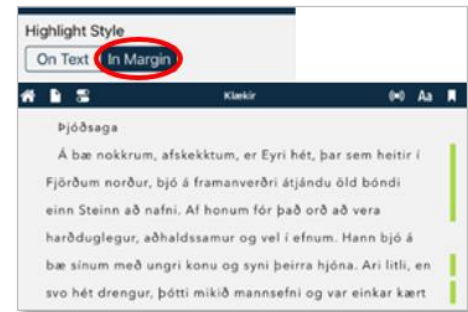 Highlight Style
On Text In Margin
Klækir Aa
Þjóðsaga
Á bæ nokkrum, afskekktum, er Eyri hét, þar sem heitir í
Fjörðum norður, bjó á framanverðri átjándu öld bóndi
einn Steinn að nafni. Af honum fór það orð að vera
harðduglegur, aðhaldssamur og vel í efnum. Hann bjó á
bæ sínum með ungri konu og syni þeirra hjóna. Ari litli, en
svo hét drengur, þótti mikið mannsefni og var einkar kært